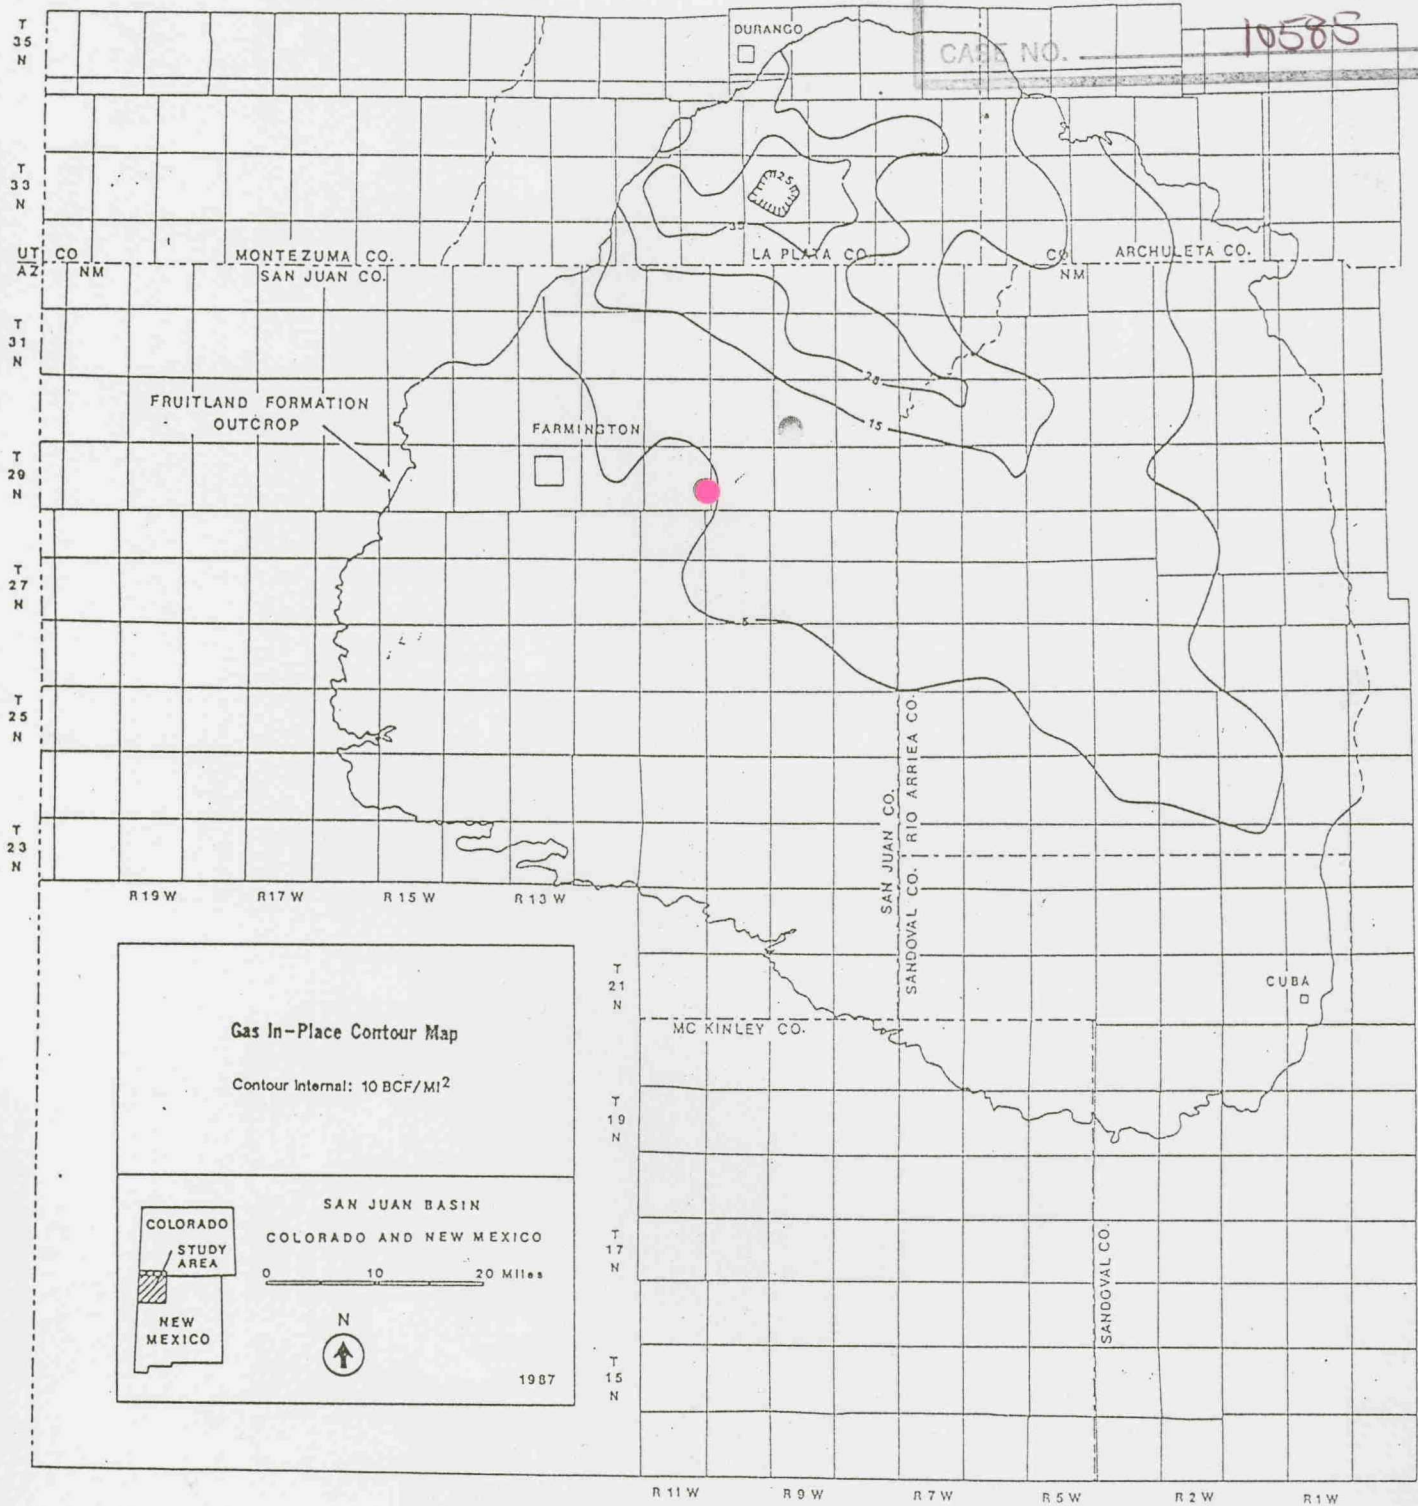 T
35
N
DURANGO
CASE NO. 10585
T
33
N
25
35
UT CO
AZ NM
MONTEZUMA CO.
SAN JUAN CO.
LA PLATA CO.
CO
NM
ARCHULETA CO.
T
31
N
25
15
FRUITLAND FORMATION
OUTCROP
FARMINGTON
T
29
N
T
27
N
5
T
25
N
SAN JUAN CO.
RIO ARRIEA CO.
SANDOVAL CO.
T
23
N
R 19 W
R 17 W
R 15 W
R 13 W
T
21
N
CUBA
MC KINLEY CO.
Gas In-Place Contour Map
Contour Internal: 10 BCF/MI²
T
19
N
SAN JUAN BASIN
COLORADO AND NEW MEXICO
0 10 20 Miles
COLORADO
STUDY
AREA
NEW
MEXICO
N
1987
T
17
N
SANDOVAL CO.
T
15
N
R 11 W
R 9 W
R 7 W
R 5 W
R 2 W
R 1 W